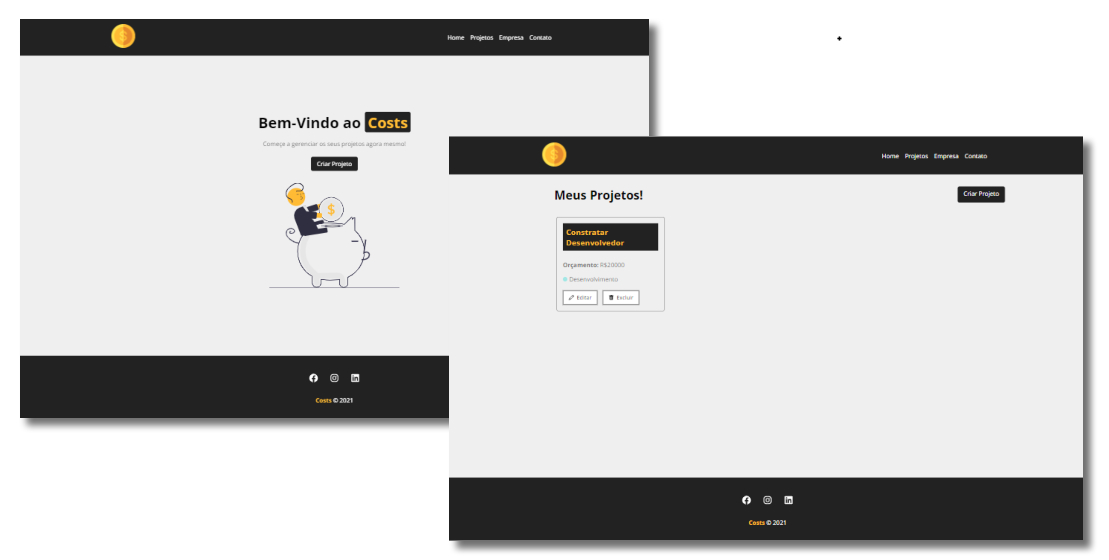 Home Projetos Empresa Contato
Bem-Vindo ao Costs
Começe a gerenciar os seus projetos agora mesmo!
Criar Projeto
Costs © 2021
Home Projetos Empresa Contato
Meus Projetos!
Criar Projeto
Constratar
Desenvolvedor
Orçamento: R$20000
Desenvolvimento
Editar Excluir
Costs © 2021